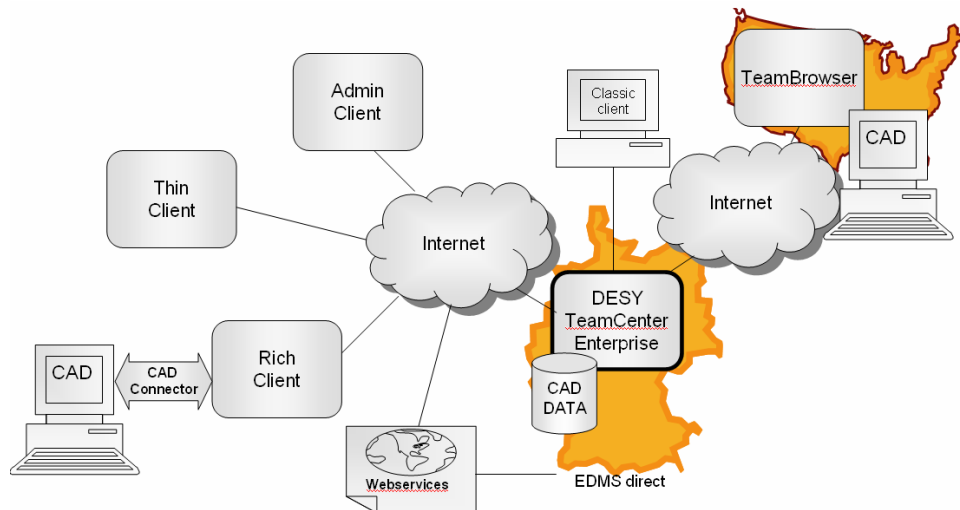 Admin
Client
Classic
client
TeamBrowser
CAD
Thin
Client
Internet
Internet
DESY
TeamCenter
Enterprise
CAD
DATA
CAD
CAD
Connector
Rich
Client
Webservices
EDMS direct